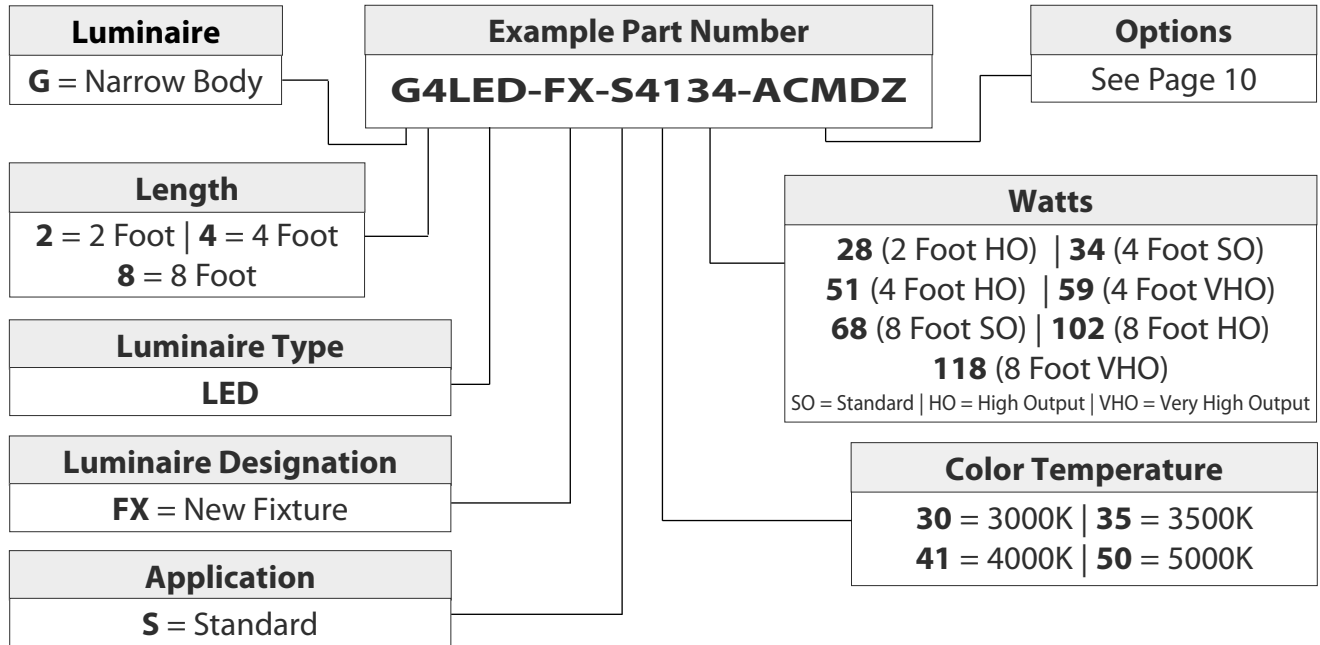 Luminaire
G = Narrow Body
Example Part Number
G4LED-FX-S4134-ACMDZ
Options
See Page 10
Length
2 = 2 Foot | 4 = 4 Foot
8 = 8 Foot
Luminaire Type
LED
Luminaire Designation
FX = New Fixture
Application
S = Standard
Watts
28 (2 Foot HO) | 34 (4 Foot SO)
51 (4 Foot HO) | 59 (4 Foot VHO)
68 (8 Foot SO) | 102 (8 Foot HO)
118 (8 Foot VHO)
SO = Standard | HO = High Output | VHO = Very High Output
Color Temperature
30 = 3000K | 35 = 3500K
41 = 4000K | 50 = 5000K